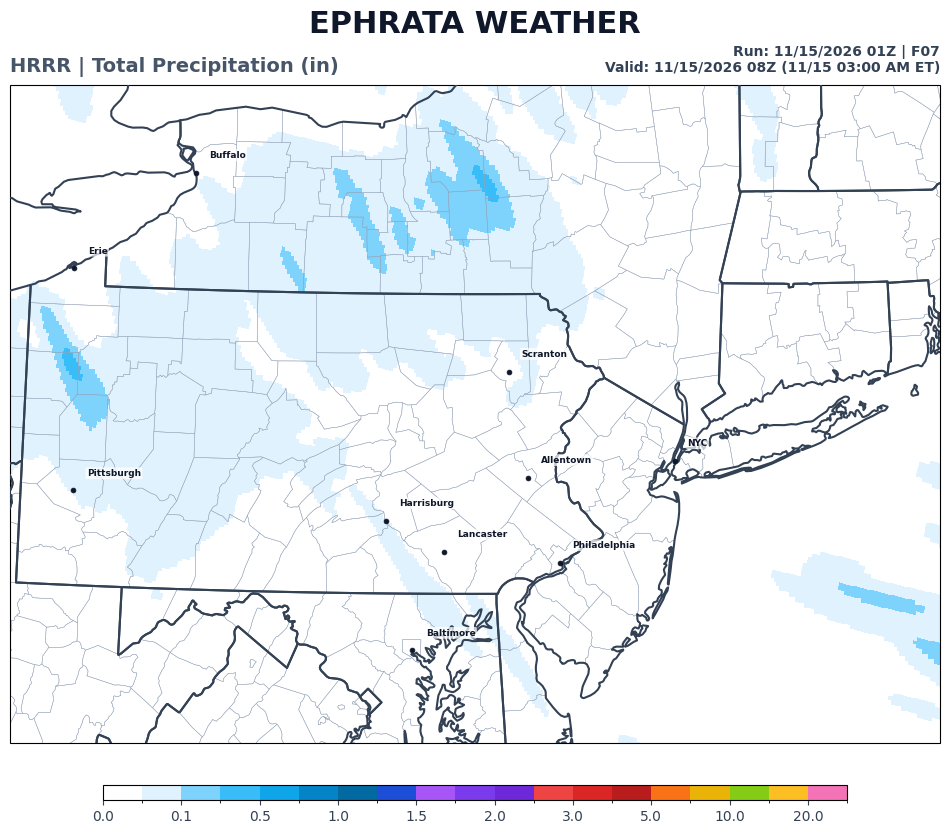 EPHRATA WEATHER
HRRR | Total Precipitation (in)
Run: 11/15/2026 01Z | F07
Valid: 11/15/2026 08Z (11/15 03:00 AM ET)
Buffalo
Erie
Scranton
NYC
Allentown
Pittsburgh
Harrisburg
Lancaster
Philadelphia
Baltimore
0.0 0.1 0.5 1.0 1.5 2.0 3.0 5.0 10.0 20.0